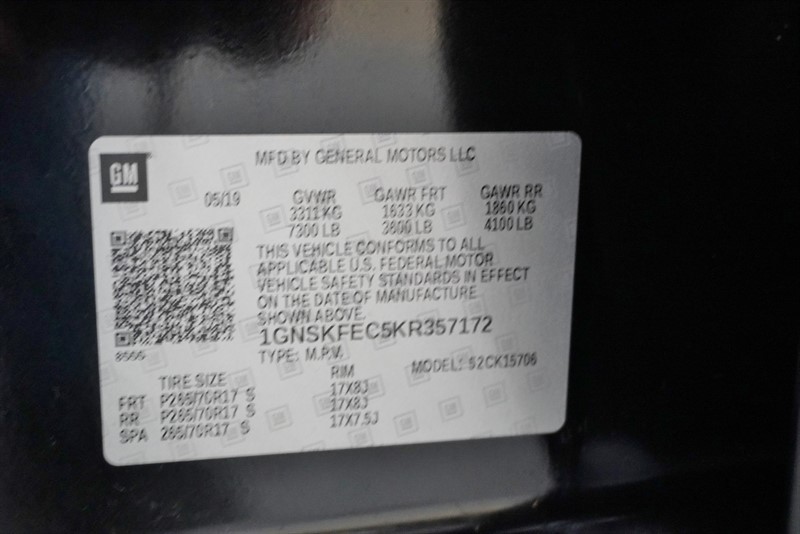 GM
MFD BY GENERAL MOTORS LLC
05/19 GVWR GAWR FRT GAWR RR
3311 KG 1633 KG 1860 KG
7300 LB 3600 LB 4100 LB
THIS VEHICLE CONFORMS TO ALL
APPLICABLE U.S. FEDERAL MOTOR
VEHICLE SAFETY STANDARDS IN EFFECT
ON THE DATE OF MANUFACTURE
SHOWN ABOVE.
1GNSKFEC5KR357172
TYPE: M.P.V. MODEL: S2CK15706
TIRE SIZE RIM
FRT P265/70R17 S 17X8J
RR P265/70R17 S 17X8J
SPA 265/70R17 S 17X7.5J